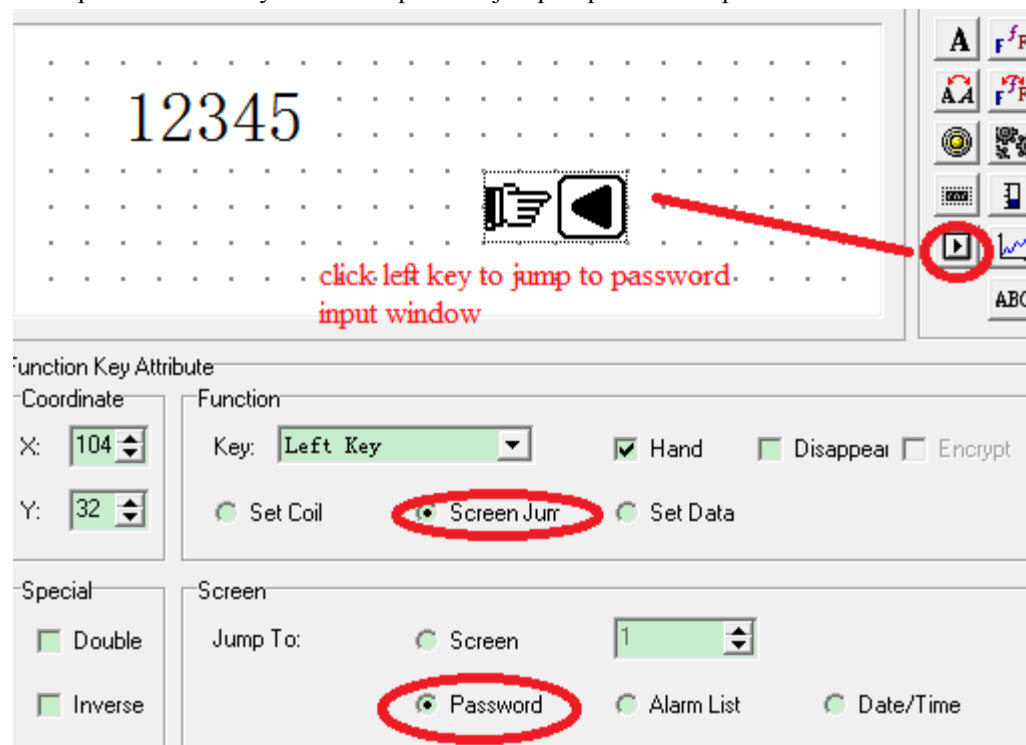 12345
click left key to jump to password
input window
ABC
Function Key Attribute
Coordinate
Function
X: 104
Key: Left Key
Hand
Disappear
Encrypt
Y: 32
Set Coil
Screen Jum
Set Data
Special
Screen
Double
Jump To:
Screen
1
Inverse
Password
Alarm List
Date/Time